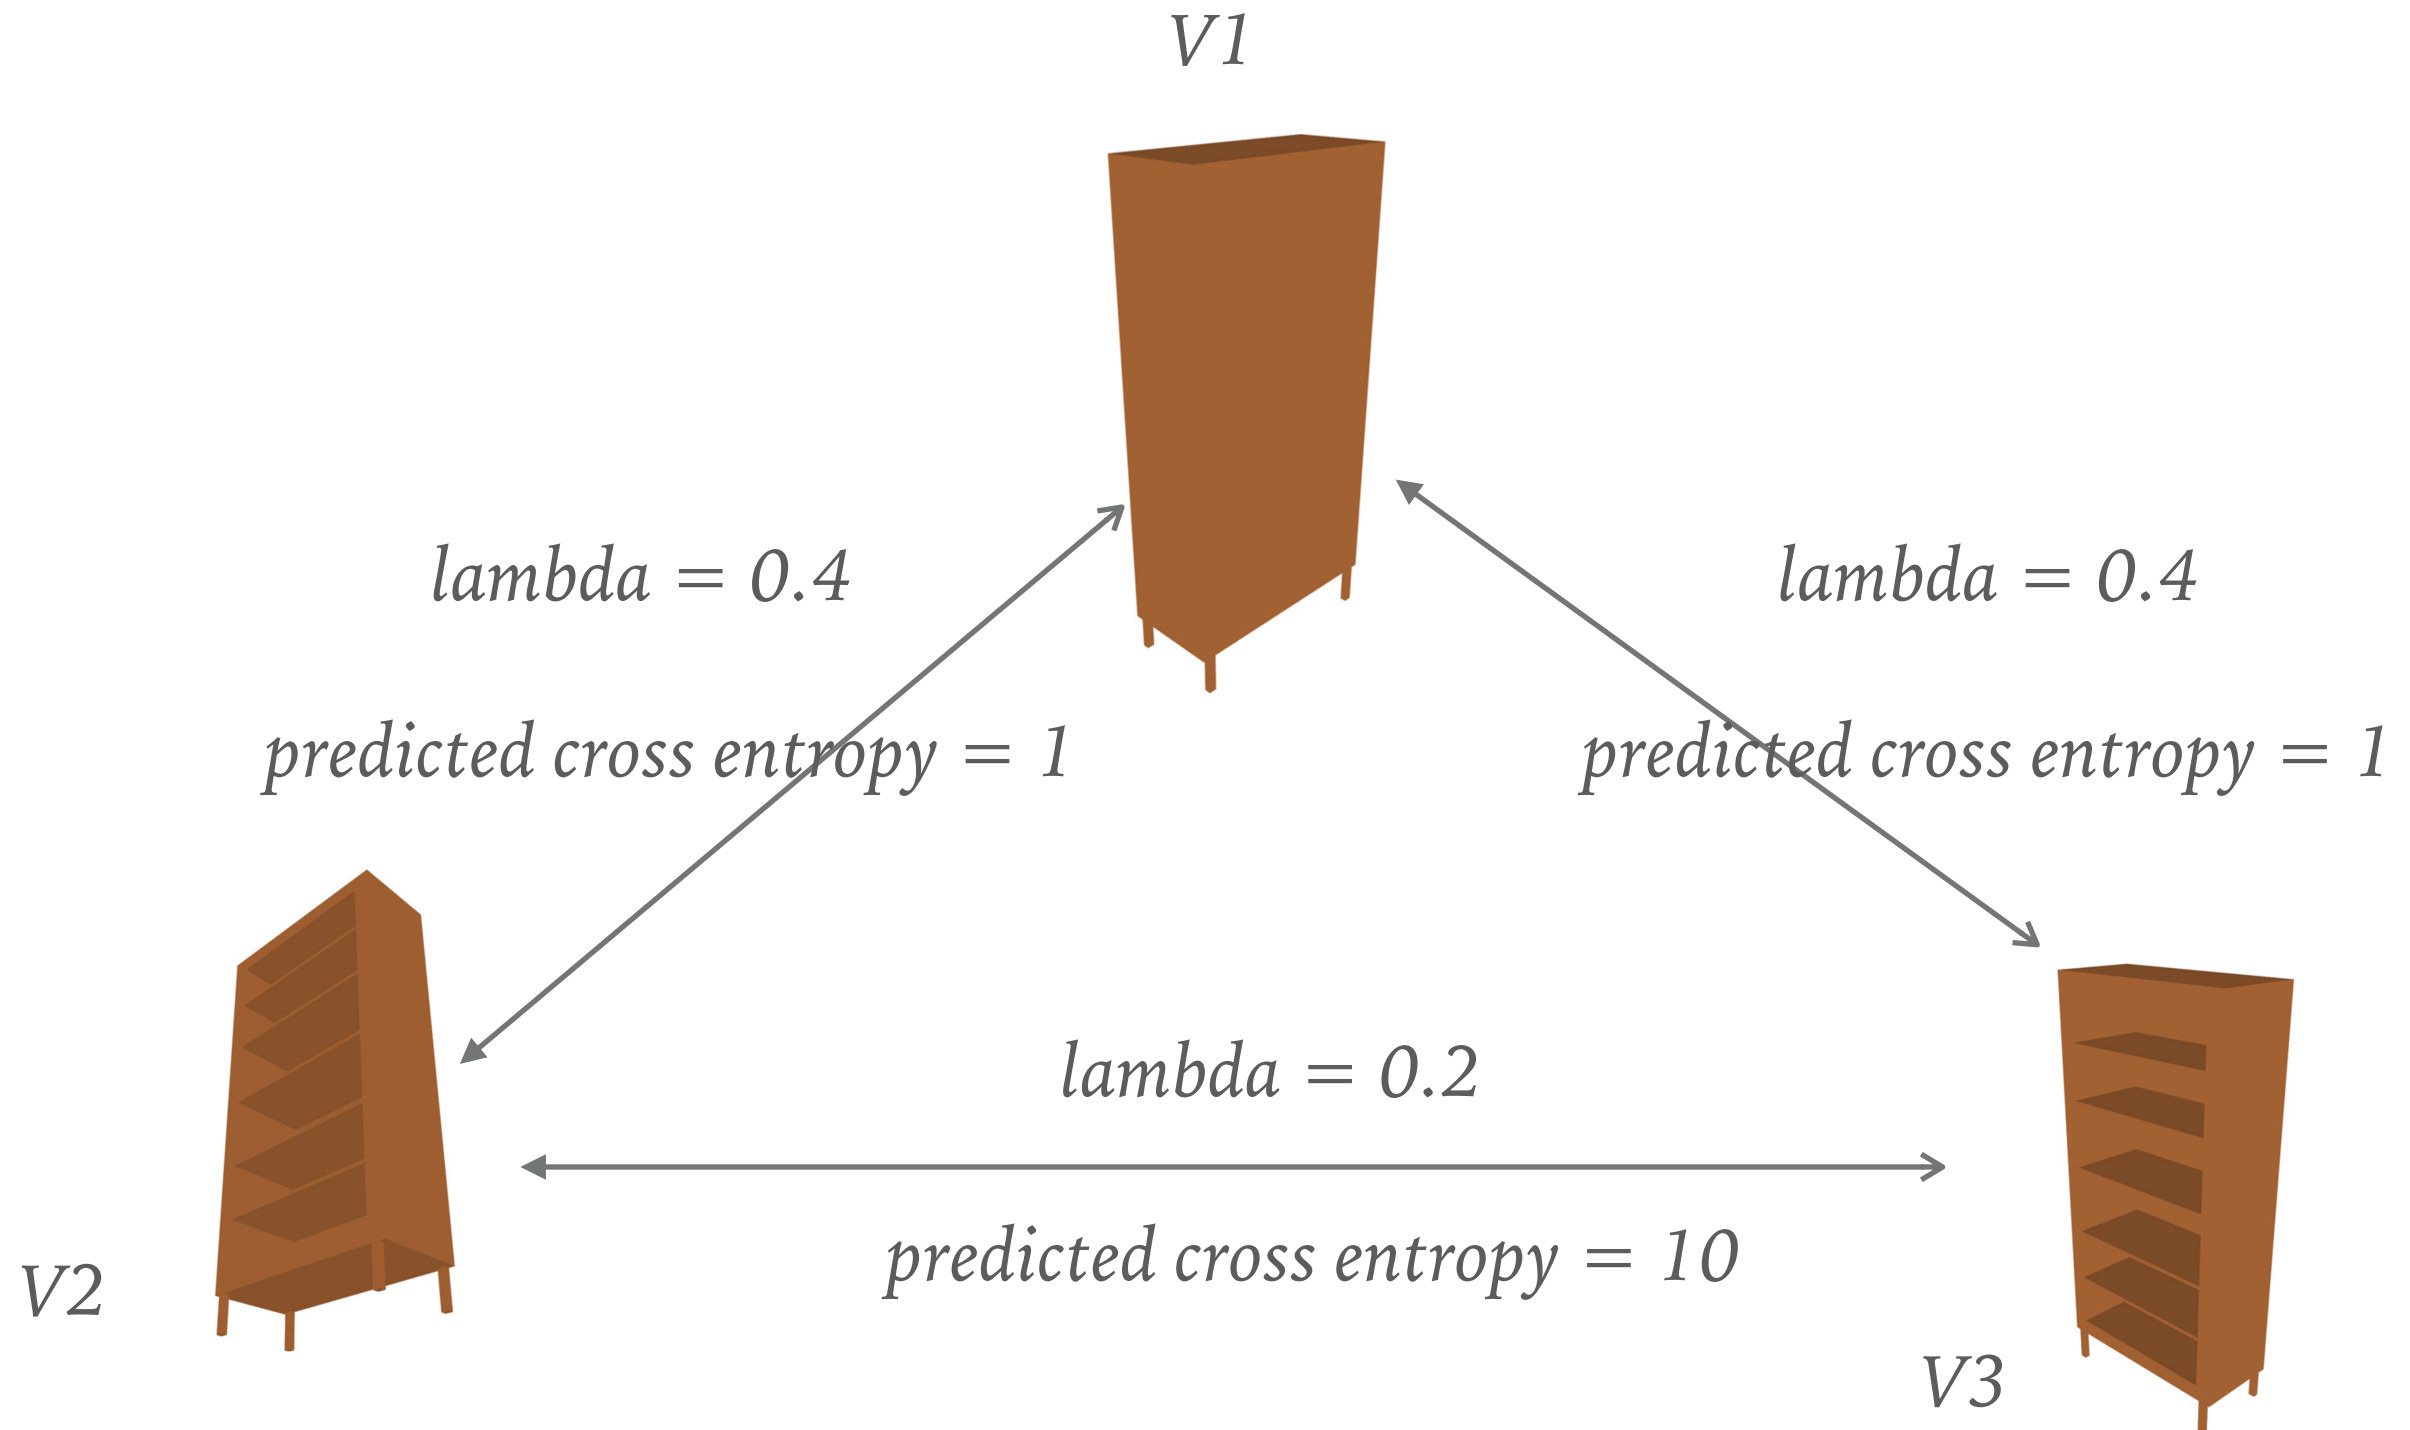 V1
lambda = 0.4
lambda = 0.4
predicted cross entropy = 1
predicted cross entropy = 1
lambda = 0.2
predicted cross entropy = 10
V2
V3